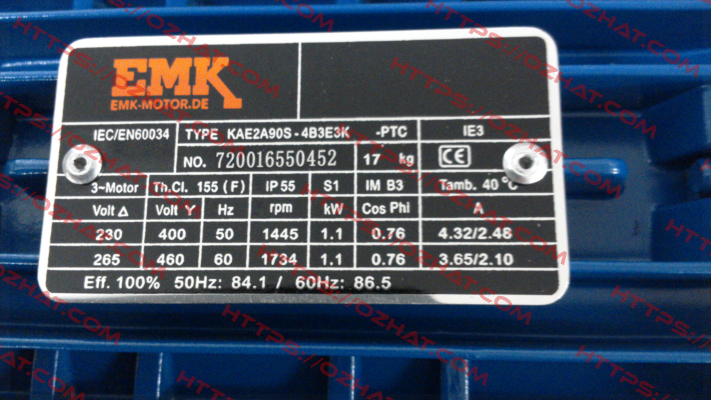 EMK
EMK-MOTOR.DE
IEC/EN60034 TYPE KAE2A90S - 4B3E3K -PTC IE3
NO. 720016550452 17 kg CE
3~Motor Th.Cl. 155 (F) IP 55 S1 IM B3 Tamb. 40 °C
Volt Δ Volt Y Hz rpm kW Cos Phi A
230 400 50 1445 1.1 0.76 4.32/2.48
265 460 60 1734 1.1 0.76 3.65/2.10
Eff. 100% 50Hz: 84.1 / 60Hz: 86.5
HTTPS://OZHAT.COM